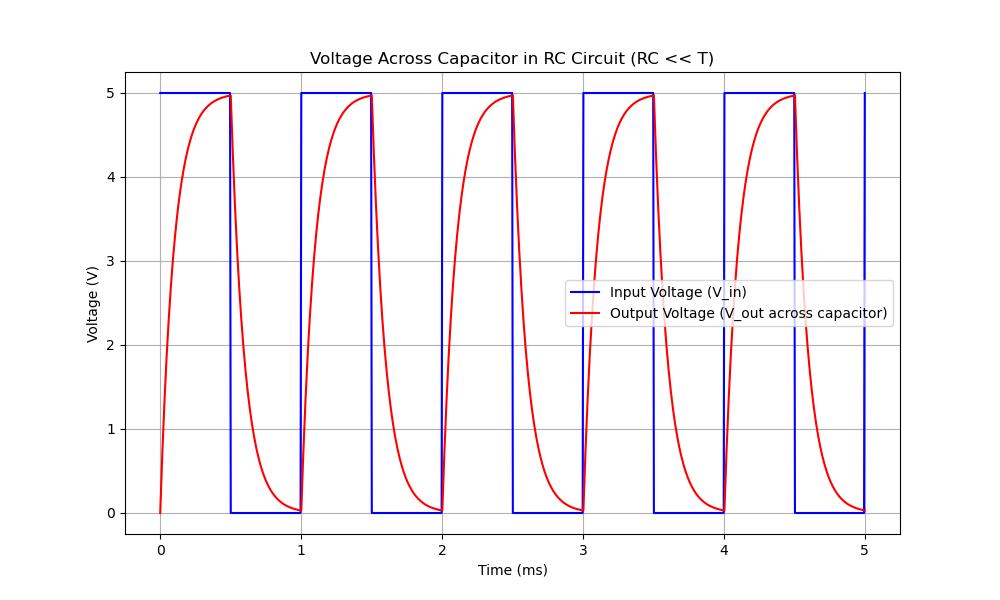 Voltage Across Capacitor in RC Circuit (RC << T)
Voltage (V)
5
4
3
2
1
0
Input Voltage (V_in)
Output Voltage (V_out across capacitor)
0 1 2 3 4 5
Time (ms)